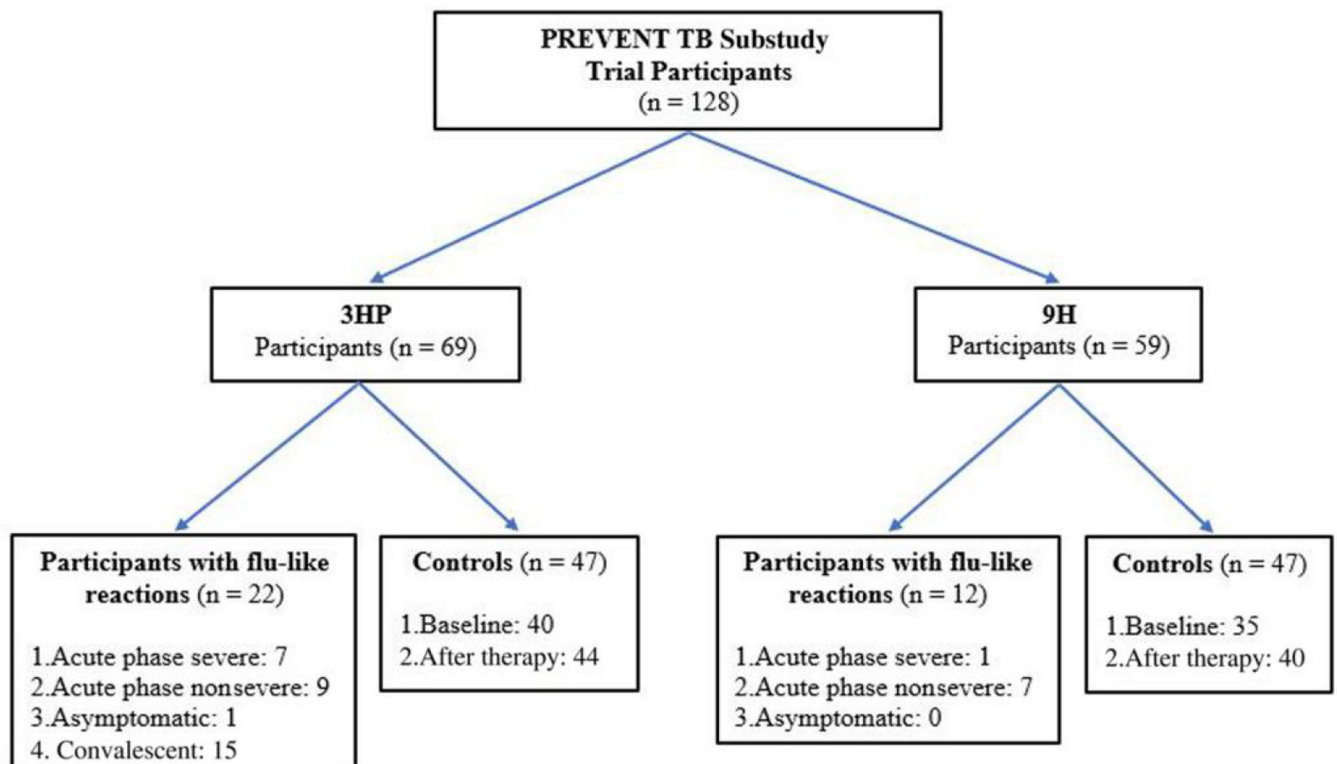 PREVENT TB Substudy
Trial Participants
(n = 128)
3HP
Participants (n = 69)
9H
Participants (n = 59)
Participants with flu-like
reactions (n = 22)
1.Acute phase severe: 7
2.Acute phase nonsevere: 9
3.Asymptomatic: 1
4. Convalescent: 15
Controls (n = 47)
1.Baseline: 40
2.After therapy: 44
Participants with flu-like
reactions (n = 12)
1.Acute phase severe: 1
2.Acute phase nonsevere: 7
3.Asymptomatic: 0
Controls (n = 47)
1.Baseline: 35
2.After therapy: 40